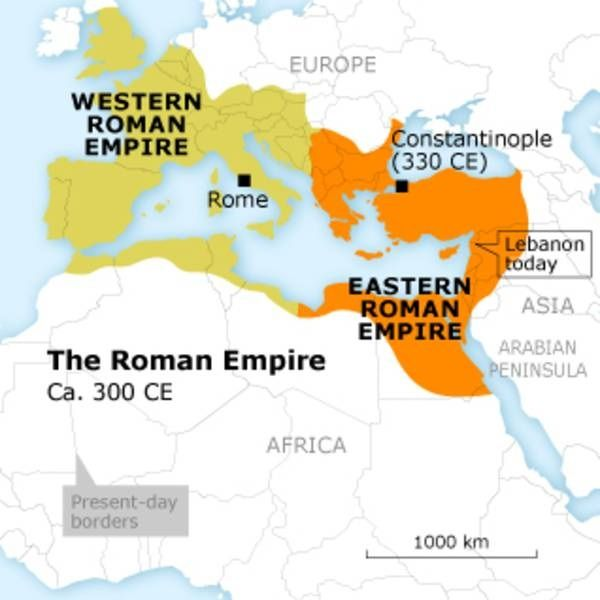 EUROPE
WESTERN
ROMAN
EMPIRE
Constantinople
(330 CE)
Rome
Lebanon
today
EASTERN
ROMAN
EMPIRE
ASIA
ARABIAN
PENINSULA
The Roman Empire
Ca. 300 CE
AFRICA
Present-day
borders
1000 km